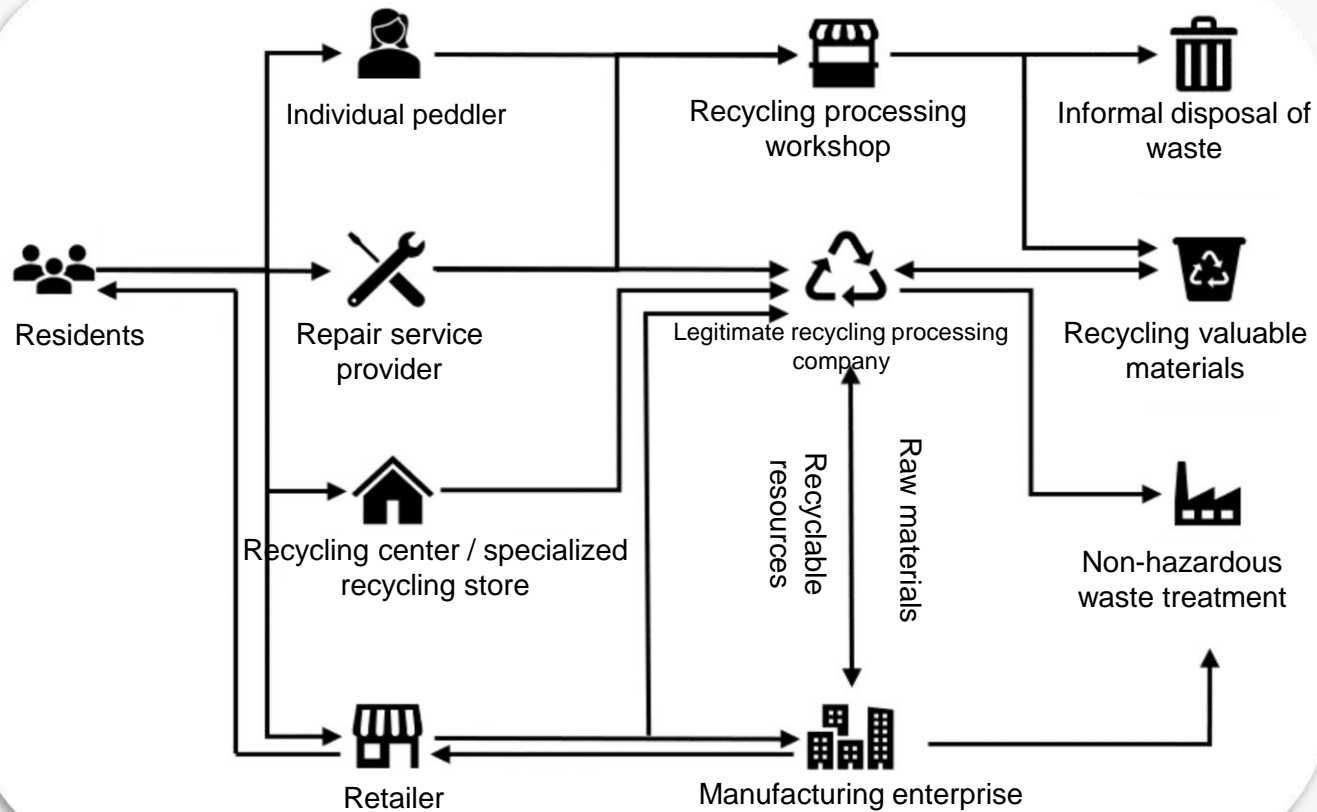 Individual peddler
Recycling processing
workshop
Informal disposal of
waste
Residents
Repair service
provider
Legitimate recycling processing
company
Recycling valuable
materials
Recyclable
resources
Raw materials
Recycling center / specialized
recycling store
Non-hazardous
waste treatment
Retailer
Manufacturing enterprise